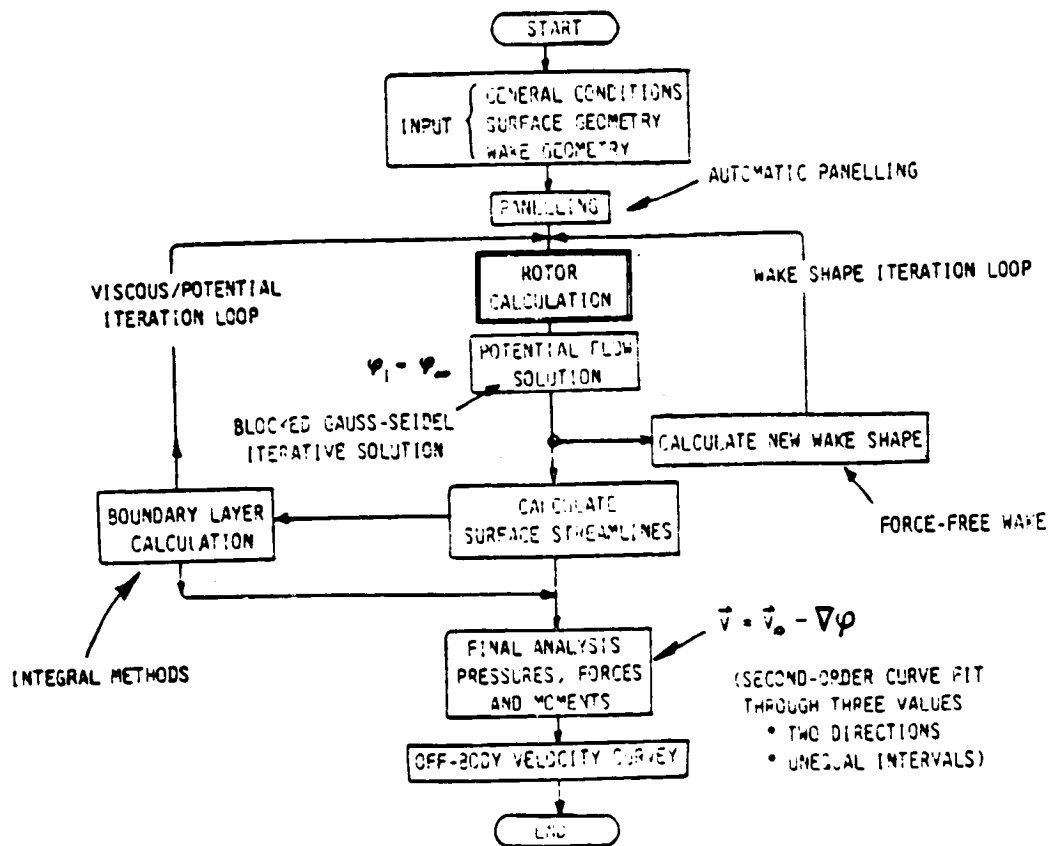 START
INPUT { GENERAL CONDITIONS
SURFACE GEOMETRY
WAKE GEOMETRY
AUTOMATIC PANELLING
PANELLING
VISCOUS/POTENTIAL
ITERATION LOOP
ROTOR
CALCULATION
WAKE SHAPE ITERATION LOOP
POTENTIAL FLOW
SOLUTION
φ₁ - φ∞
BLOCKED GAUSS-SEIDEL
ITERATIVE SOLUTION
CALCULATE NEW WAKE SHAPE
FORCE-FREE WAKE
BOUNDARY LAYER
CALCULATION
CALCULATE
SURFACE STREAMLINES
INTEGRAL METHODS
FINAL ANALYSIS
PRESSURES, FORCES
AND MOMENTS
V⃗ = V⃗∞ - ∇φ
(SECOND-ORDER CURVE FIT
THROUGH THREE VALUES
• TWO DIRECTIONS
• UNEQUAL INTERVALS)
OFF-BODY VELOCITY SURVEY
END